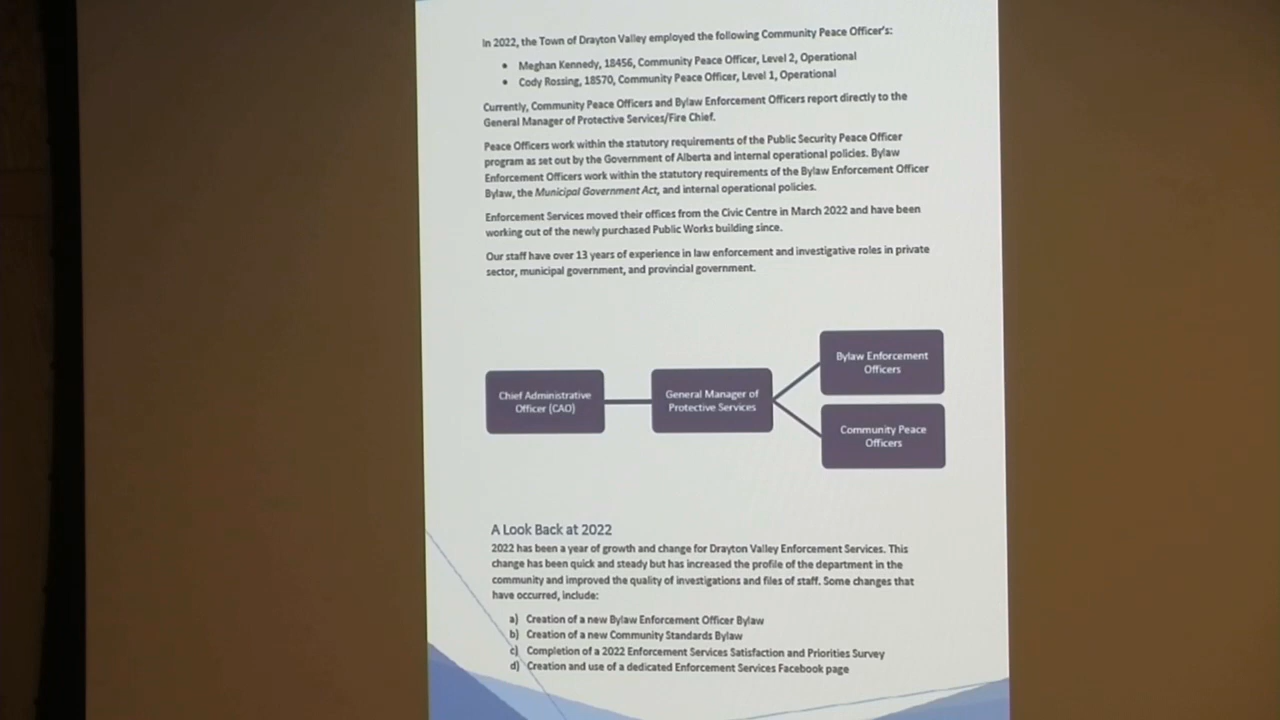 In 2022, the Town of Drayton Valley employed the following Community Peace Officer's:
• Meghan Kennedy, 18456, Community Peace Officer, Level 2, Operational
• Cody Rossing, 18570, Community Peace Officer, Level 1, Operational
Currently, Community Peace Officers and Bylaw Enforcement Officers report directly to the
General Manager of Protective Services/Fire Chief.
Peace Officers work within the statutory requirements of the Public Security Peace Officer
program as set out by the Government of Alberta and internal operational policies. Bylaw
Enforcement Officers work within the statutory requirements of the Bylaw Enforcement Officer
Bylaw, the Municipal Government Act, and internal operational policies.
Enforcement Services moved their offices from the Civic Centre in March 2022 and have been
working out of the newly purchased Public Works building since.
Our staff have over 13 years of experience in law enforcement and investigative roles in private
sector, municipal government, and provincial government.
Chief Administrative
Officer (CAO)
General Manager of
Protective Services
Bylaw Enforcement
Officers
Community Peace
Officers
A Look Back at 2022
2022 has been a year of growth and change for Drayton Valley Enforcement Services. This
change has been quick and steady but has increased the profile of the department in the
community and improved the quality of investigations and files of staff. Some changes that
have occurred, include:
a) Creation of a new Bylaw Enforcement Officer Bylaw
b) Creation of a new Community Standards Bylaw
c) Completion of a 2022 Enforcement Services Satisfaction and Priorities Survey
d) Creation and use of a dedicated Enforcement Services Facebook page